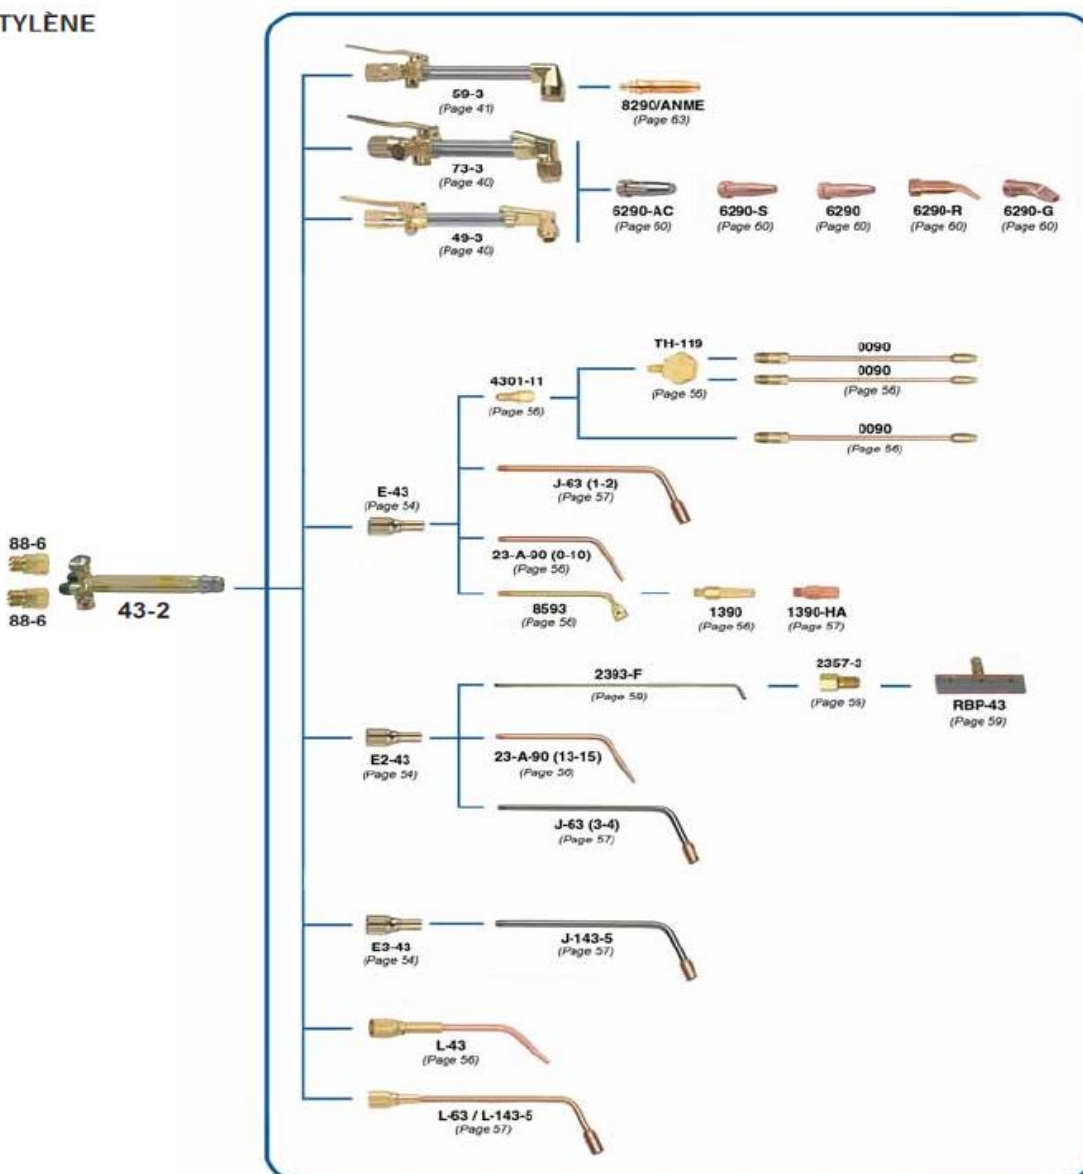 TYLÈNE
59-3
(Page 41)
8290/ANME
(Page 63)
73-3
(Page 40)
49-3
(Page 40)
6290-AC
(Page 60)
6290-S
(Page 60)
6290
(Page 60)
6290-R
(Page 60)
6290-G
(Page 60)
TH-119
(Page 56)
0090
0090
(Page 56)
0090
(Page 56)
4301-11
(Page 56)
E-43
(Page 54)
J-63 (1-2)
(Page 57)
23-A-90 (0-10)
(Page 56)
8593
(Page 56)
1390
(Page 56)
1390-HA
(Page 57)
88-6
43-2
88-6
2393-F
(Page 59)
2357-3
(Page 59)
RBP-43
(Page 59)
E2-43
(Page 54)
23-A-90 (13-15)
(Page 56)
J-63 (3-4)
(Page 57)
E3-43
(Page 54)
J-143-5
(Page 57)
L-43
(Page 56)
L-63 / L-143-5
(Page 57)